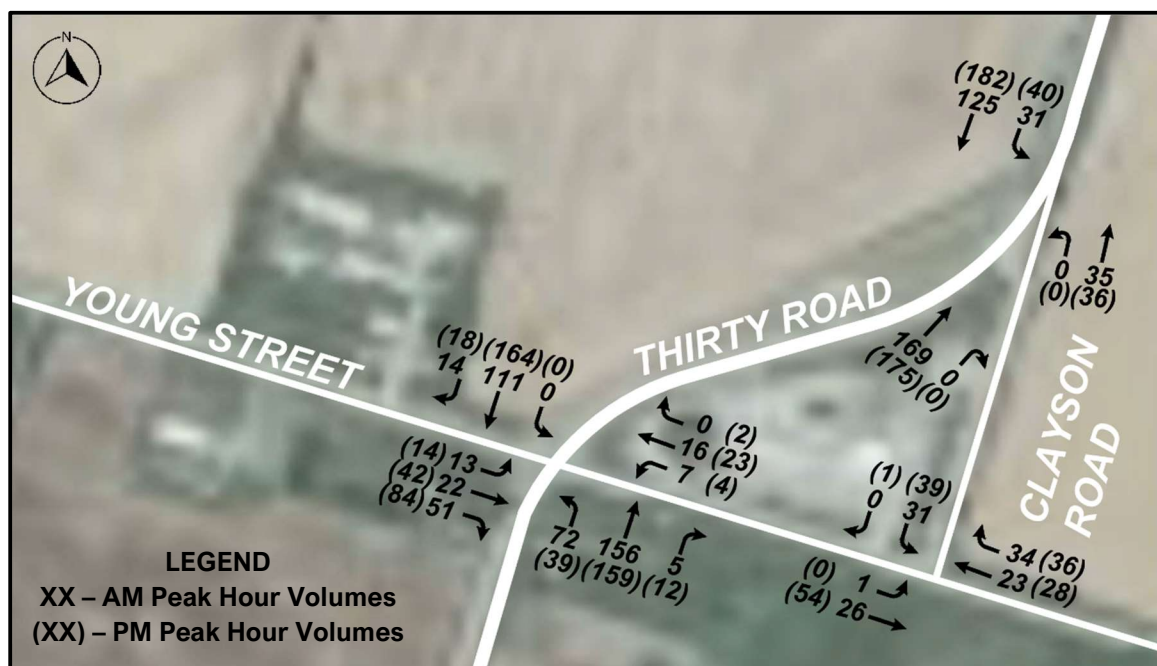 N
(182) (40)
125 31
YOUNG STREET
THIRTY ROAD
CLAYSON
ROAD
0 35
(0)(36)
169 0
(175)(0)
(18)(164)(0)
14 111 0
0 (2)
16 (23)
7 (4)
(14) 13
(42) 22
(84) 51
72 156 5
(39)(159)(12)
(1) (39)
0 31
34 (36)
23 (28)
(0) 1
(54) 26
LEGEND
XX – AM Peak Hour Volumes
(XX) – PM Peak Hour Volumes